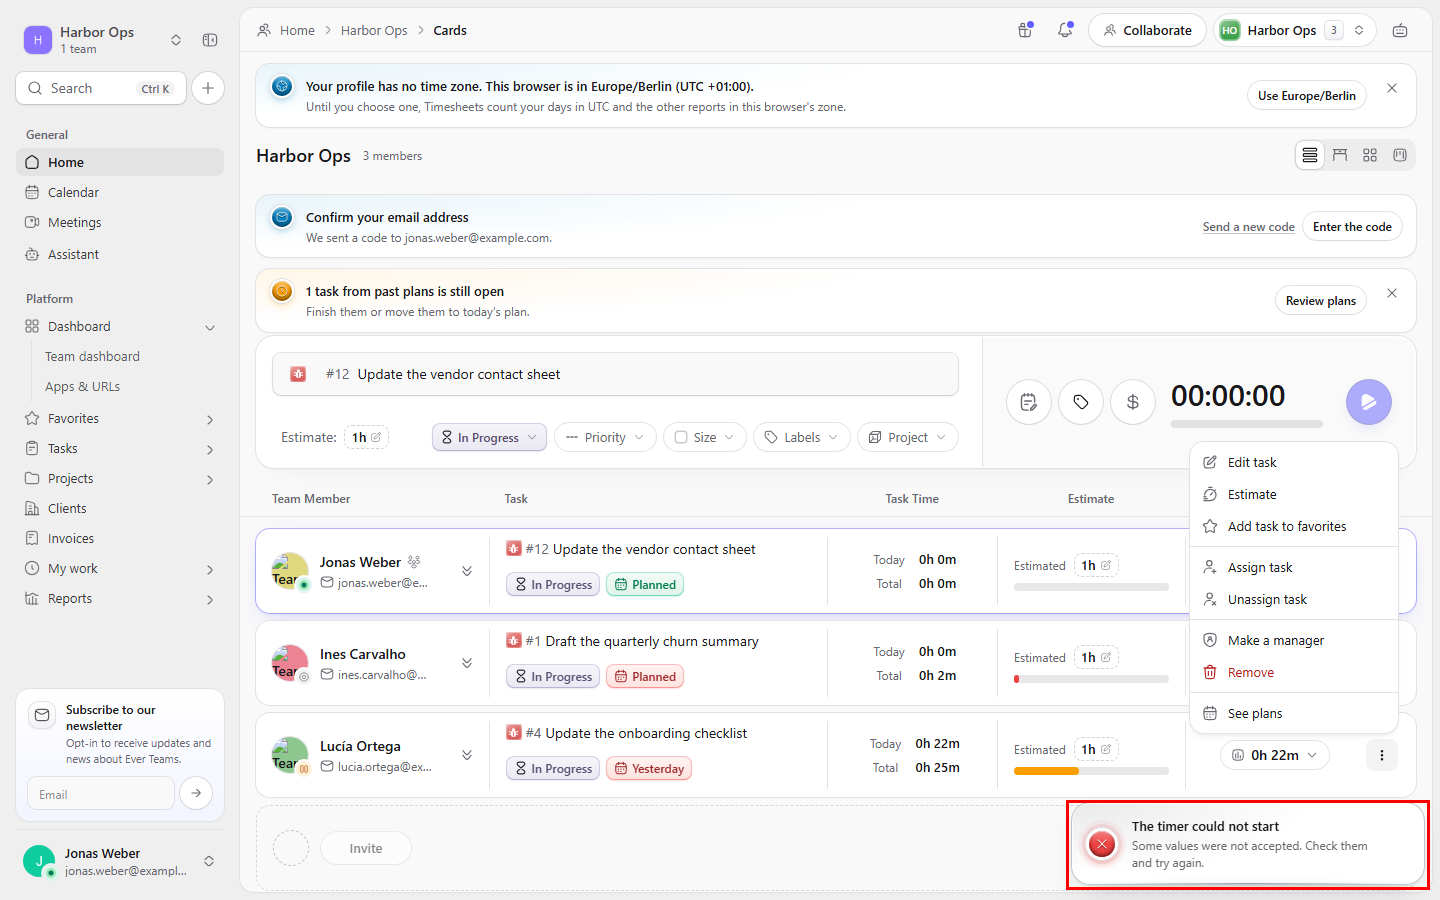 H
Harbor Ops
1 team
Search
Ctrl K
General
Home
Calendar
Meetings
Assistant
Platform
Dashboard
Team dashboard
Apps & URLs
Favorites
Tasks
Projects
Clients
Invoices
My work
Reports
Subscribe to our
newsletter
Opt-in to receive updates and
news about Ever Teams.
Email
J
Jonas Weber
jonas.weber@exampl...
Home
Harbor Ops
Cards
Collaborate
HO
Harbor Ops
3
Your profile has no time zone. This browser is in Europe/Berlin (UTC +01:00).
Until you choose one, Timesheets count your days in UTC and the other reports in this browser's zone.
Use Europe/Berlin
Harbor Ops
3 members
Confirm your email address
We sent a code to jonas.weber@example.com.
Send a new code
Enter the code
1 task from past plans is still open
Finish them or move them to today's plan.
Review plans
#12 Update the vendor contact sheet
Estimate:
1h
In Progress
Priority
Size
Labels
Project
00:00:00
Team Member
Task
Task Time
Estimate
Jonas Weber
jonas.weber@e...
#12 Update the vendor contact sheet
In Progress
Planned
Today 0h 0m
Total 0h 0m
Estimated 1h
Ines Carvalho
ines.carvalho@...
#1 Draft the quarterly churn summary
In Progress
Planned
Today 0h 0m
Total 0h 2m
Estimated 1h
Lucía Ortega
lucia.ortega@ex...
#4 Update the onboarding checklist
In Progress
Yesterday
Today 0h 22m
Total 0h 25m
Estimated 1h
0h 22m
Edit task
Estimate
Add task to favorites
Assign task
Unassign task
Make a manager
Remove
See plans
Invite
The timer could not start
Some values were not accepted. Check them
and try again.